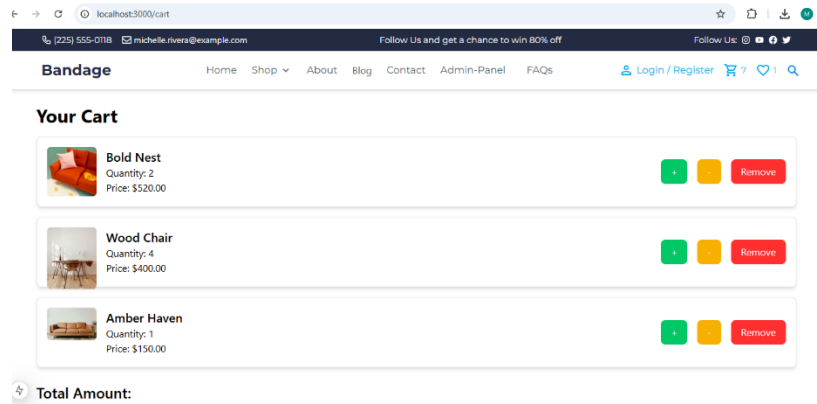 localhost:3000/cart
M
(225) 555-0118 michelle.rivera@example.com Follow Us and get a chance to win 80% off Follow Us:
Bandage Home Shop About Blog Contact Admin-Panel FAQs Login / Register 7 1
Your Cart
Bold Nest
Quantity: 2
Price: $520.00
+ - Remove
Wood Chair
Quantity: 4
Price: $400.00
+ - Remove
Amber Haven
Quantity: 1
Price: $150.00
+ - Remove
Total Amount: